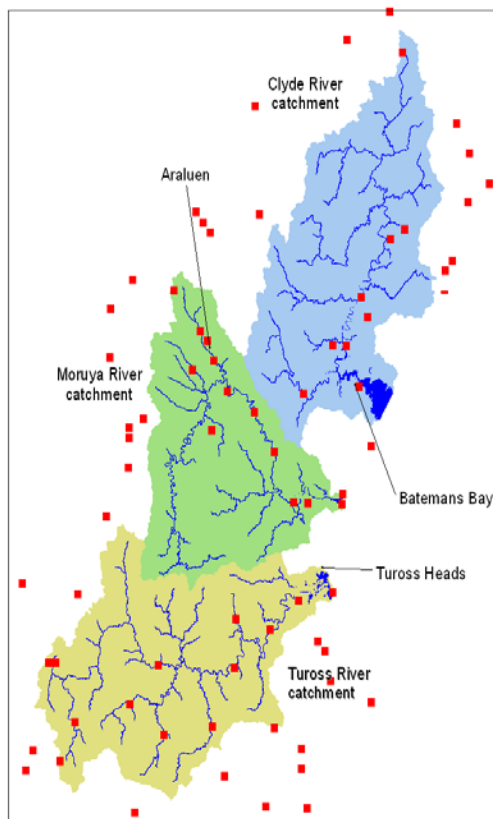 Clyde River
catchment
Araluen
Moruya River
catchment
Batemans Bay
Tuross Heads
Tuross River
catchment